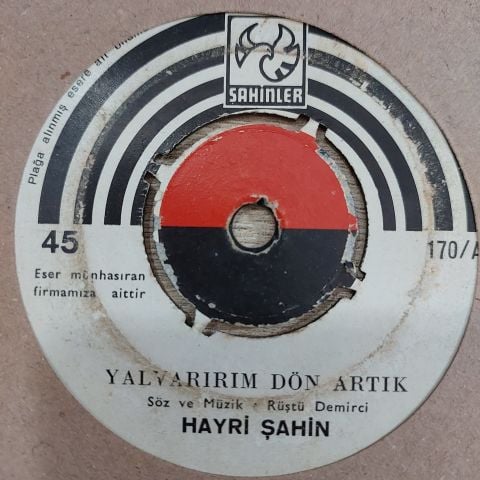 ŞAHİNLER
Plağa alınmış esere ait
45
170/A
Eser münhasıran
firmamıza aittir
YALVARIRIM DÖN ARTIK
Söz ve Müzik - Rüştü Demirci
HAYRİ ŞAHİN